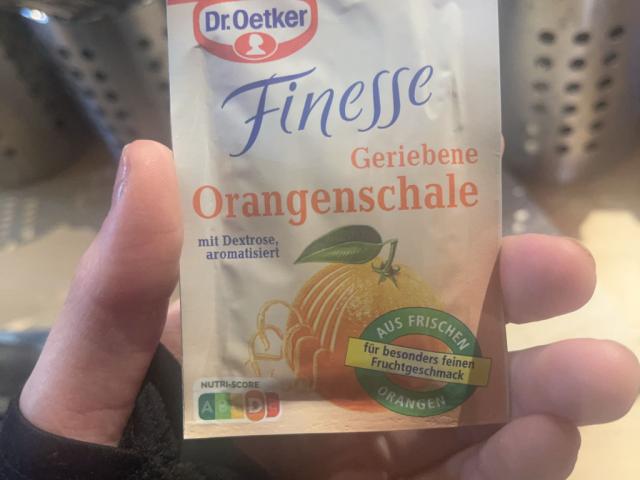 Dr.Oetker
Finesse
Geriebene
Orangenschale
mit Dextrose,
aromatisiert
AUS FRISCHEN
für besonders feinen
Fruchtgeschmack
ORANGEN
NUTRI-SCORE
A B D